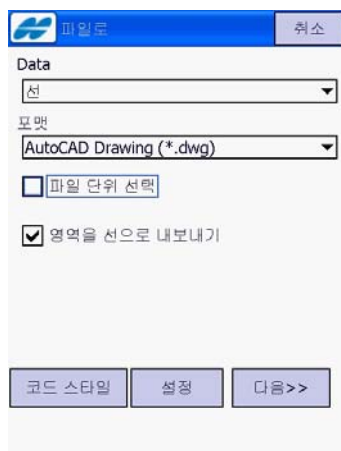 파일로
취소
Data
선
포맷
AutoCAD Drawing (*.dwg)
파일 단위 선택
영역을 선으로 내보내기
코드 스타일
설정
다음>>